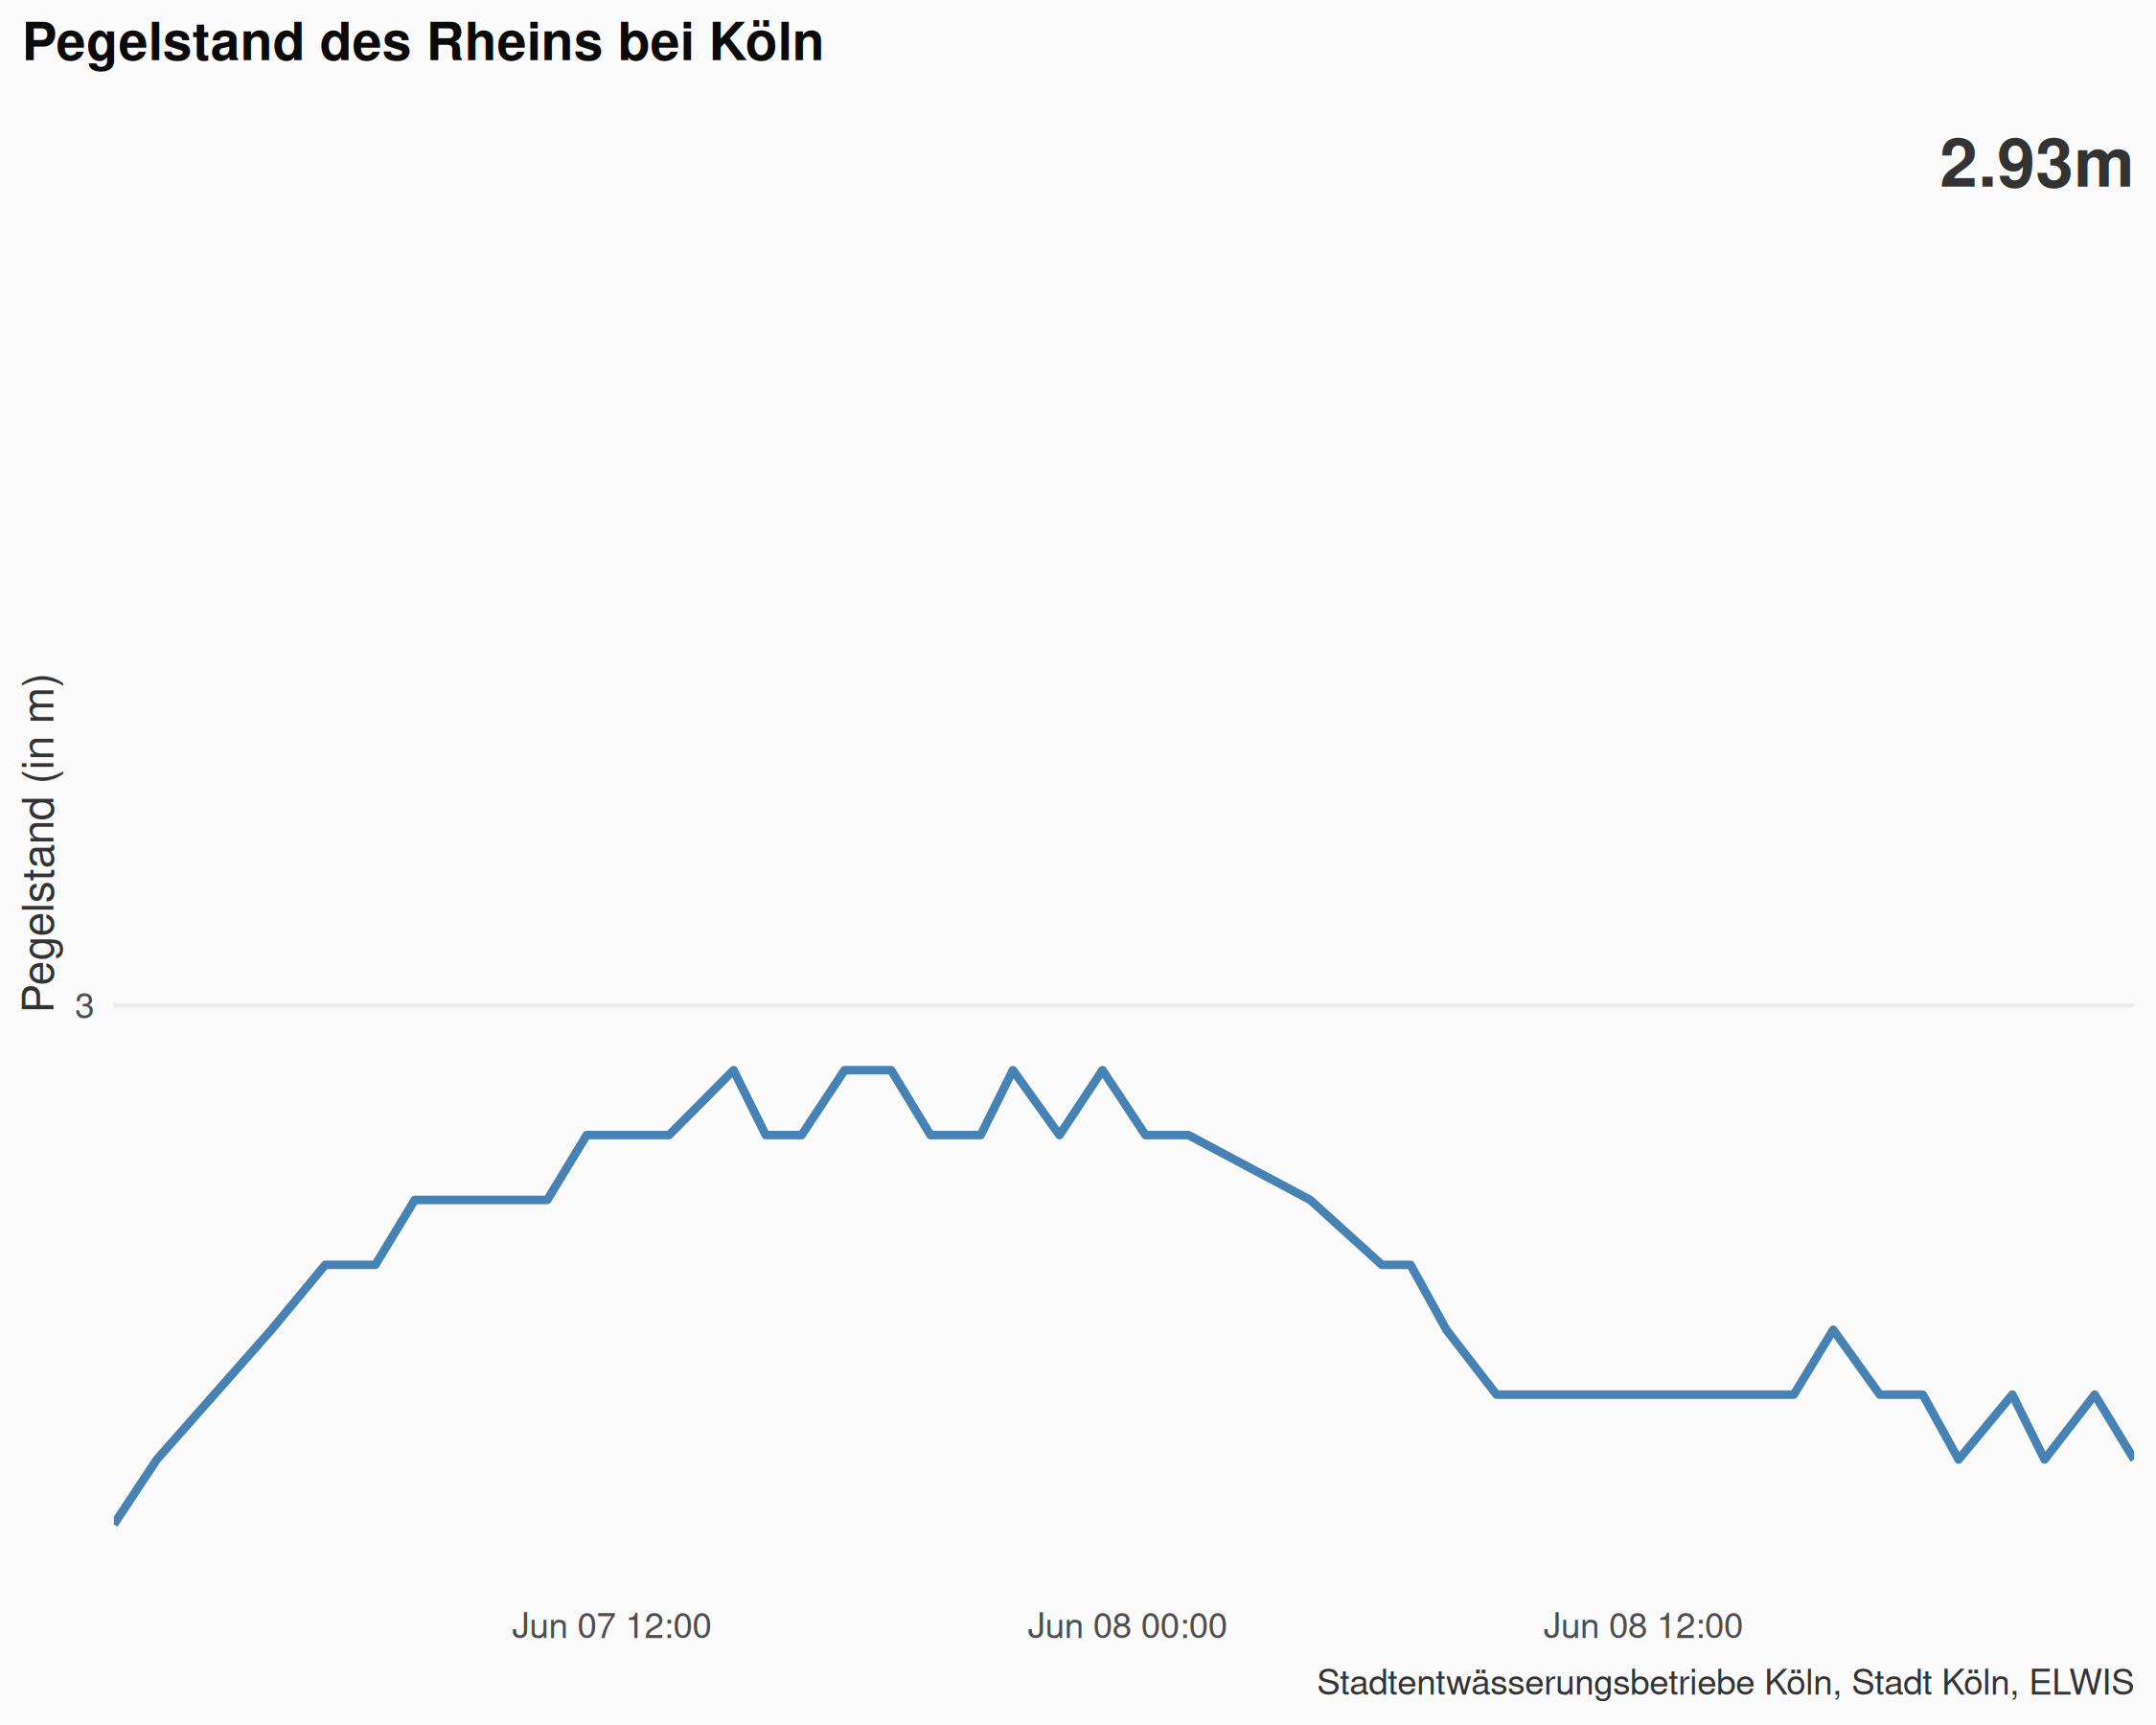 Pegelstand des Rheins bei Köln
2.93m
Pegelstand (in m)
3
Jun 07 12:00
Jun 08 00:00
Jun 08 12:00
Stadtentwässerungsbetriebe Köln, Stadt Köln, ELWIS